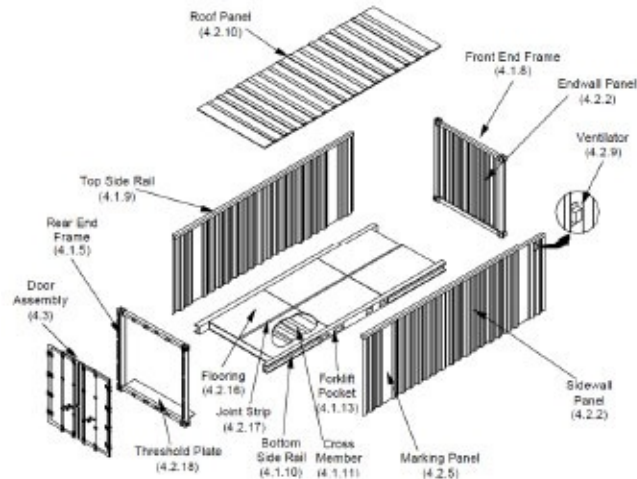 Roof Panel
(4.2.10)
Front End Frame
(4.1.8)
Endwall Panel
(4.2.2)
Ventilator
(4.2.9)
Top Side Rail
(4.1.9)
Rear End
Frame
(4.1.5)
Door
Assembly
(4.3)
Flooring
(4.2.16)
Joint Strip
(4.2.17)
Forklift
Pocket
(4.1.13)
Sidewall
Panel
(4.2.2)
Threshold Plate
(4.2.18)
Bottom
Side Rail
(4.1.10)
Cross
Member
(4.1.11)
Marking Panel
(4.2.5)